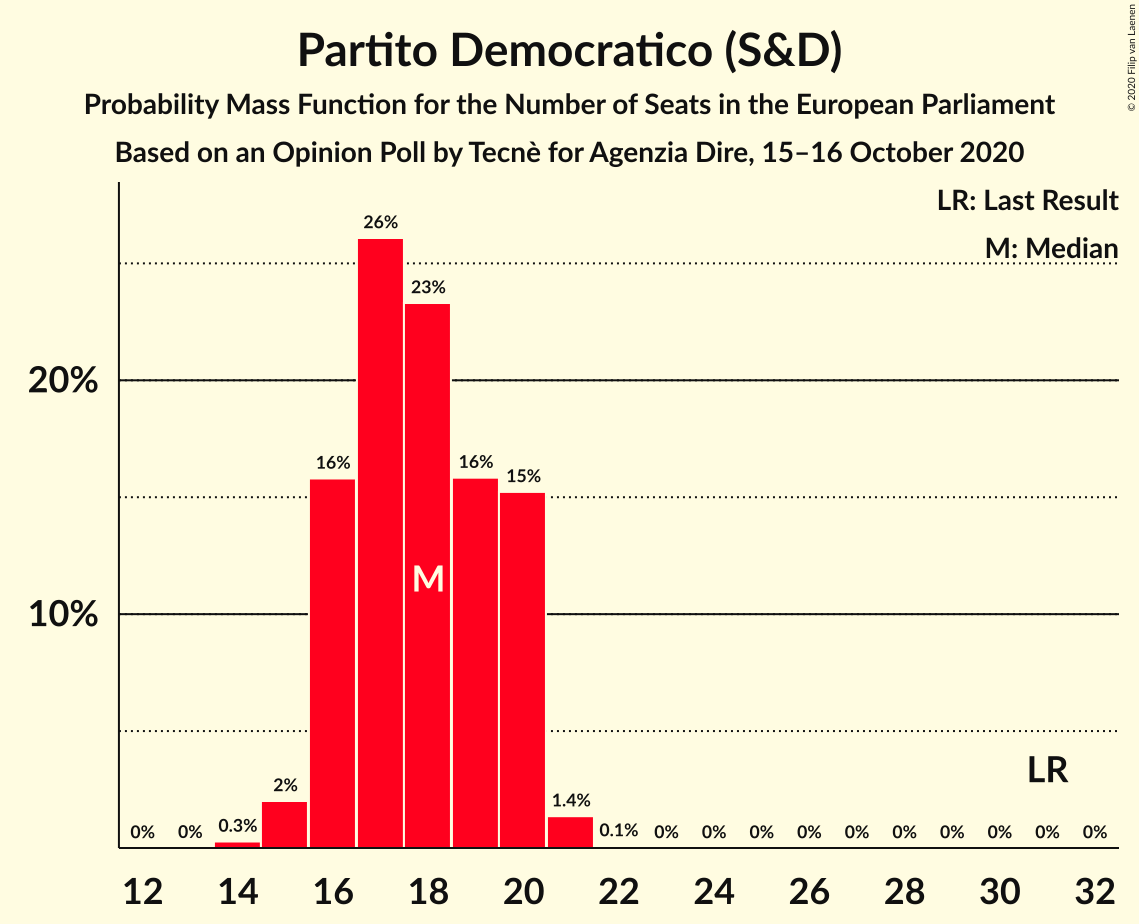 Partito Democratico (S&D)
Probability Mass Function for the Number of Seats in the European Parliament
Based on an Opinion Poll by Tecnè for Agenzia Dire, 15–16 October 2020
© 2020 Filip van Laenen
LR: Last Result
M: Median
20%
10%
0% 0% 0.3% 2% 16% 26% 23% 16% 15% 1.4% 0.1% 0% 0% 0% 0% 0% 0% 0% 0% 0% 0%
M
LR
12 14 16 18 20 22 24 26 28 30 32